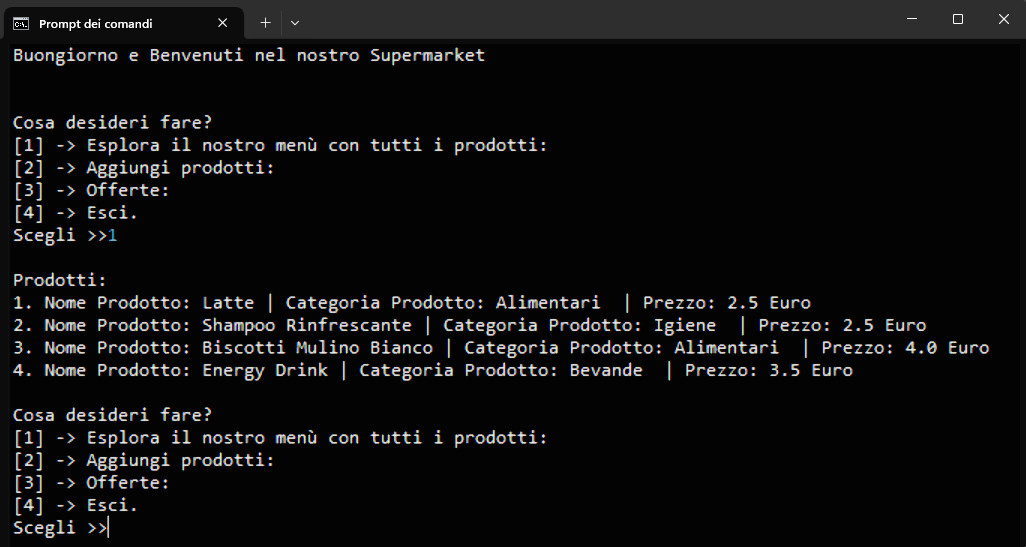 Prompt dei comandi
Buongiorno e Benvenuti nel nostro Supermarket
Cosa desideri fare?
[1] -> Esplora il nostro menù con tutti i prodotti:
[2] -> Aggiungi prodotti:
[3] -> Offerte:
[4] -> Esci.
Scegli >>1
Prodotti:
1. Nome Prodotto: Latte | Categoria Prodotto: Alimentari  | Prezzo: 2.5 Euro
2. Nome Prodotto: Shampoo Rinfrescante | Categoria Prodotto: Igiene  | Prezzo: 2.5 Euro
3. Nome Prodotto: Biscotti Mulino Bianco | Categoria Prodotto: Alimentari  | Prezzo: 4.0 Euro
4. Nome Prodotto: Energy Drink | Categoria Prodotto: Bevande  | Prezzo: 3.5 Euro
Cosa desideri fare?
[1] -> Esplora il nostro menù con tutti i prodotti:
[2] -> Aggiungi prodotti:
[3] -> Offerte:
[4] -> Esci.
Scegli >>